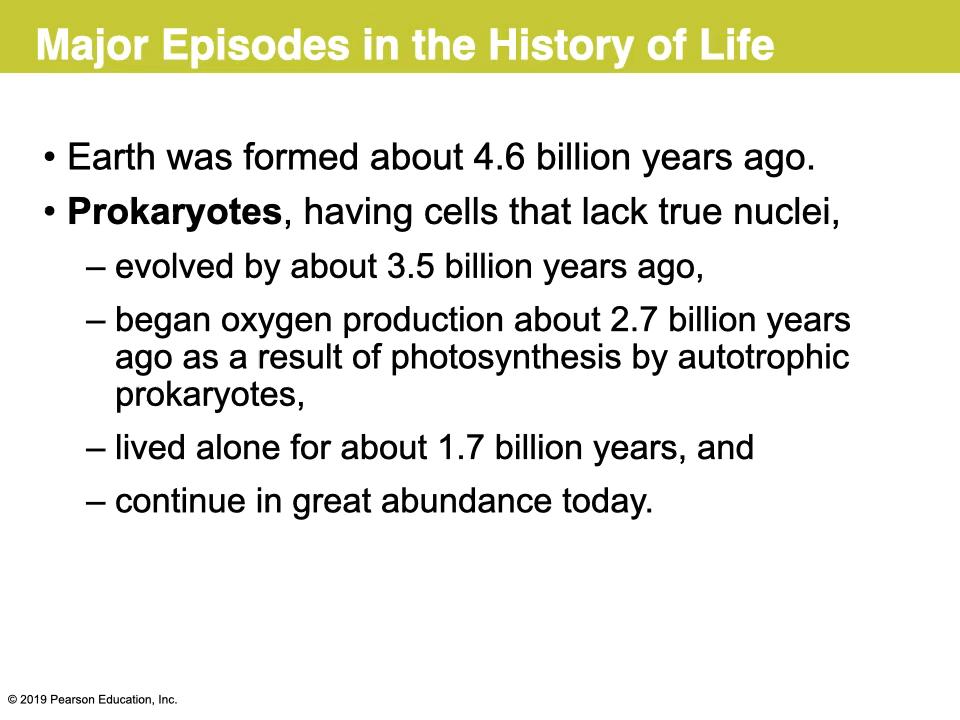 Major Episodes in the History of Life
• Earth was formed about 4.6 billion years ago.
• Prokaryotes, having cells that lack true nuclei,
– evolved by about 3.5 billion years ago,
– began oxygen production about 2.7 billion years
ago as a result of photosynthesis by autotrophic
prokaryotes,
– lived alone for about 1.7 billion years, and
– continue in great abundance today.
© 2019 Pearson Education, Inc.